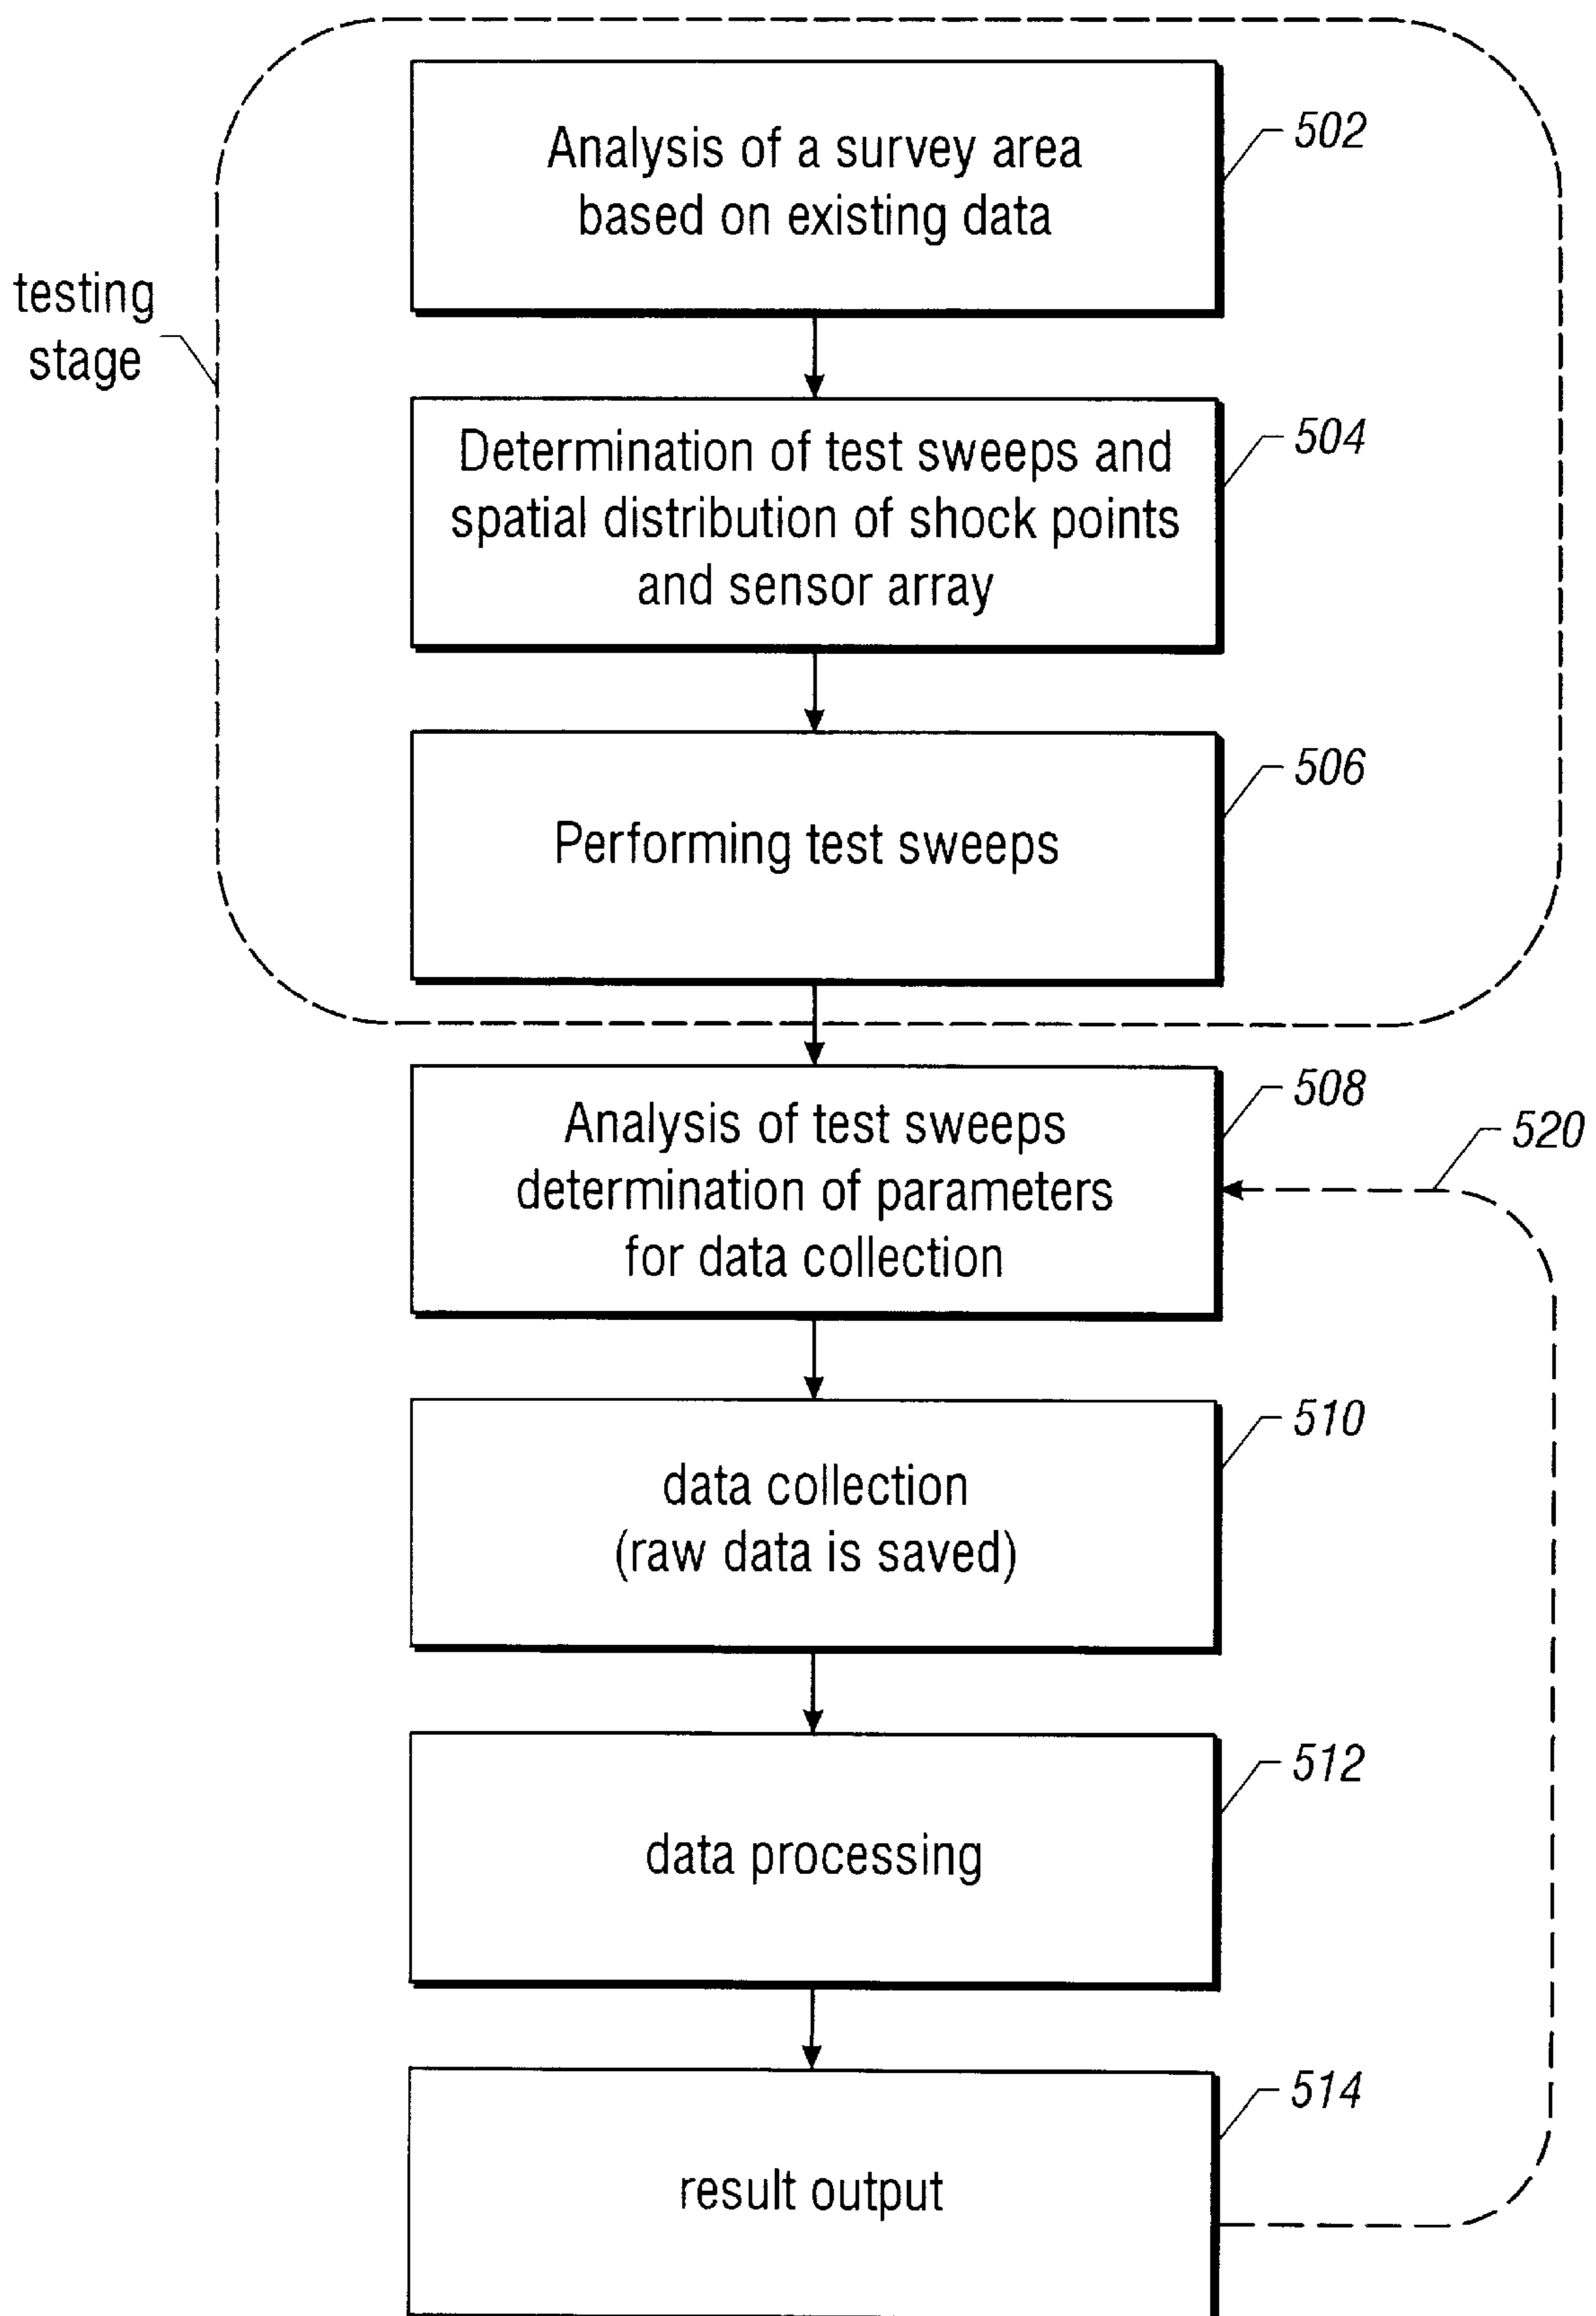 Analysis of a survey area
based on existing data
502
testing
stage
Determination of test sweeps and
spatial distribution of shock points
and sensor array
504
Performing test sweeps
506
Analysis of test sweeps
determination of parameters
for data collection
508
520
data collection
(raw data is saved)
510
data processing
512
result output
514